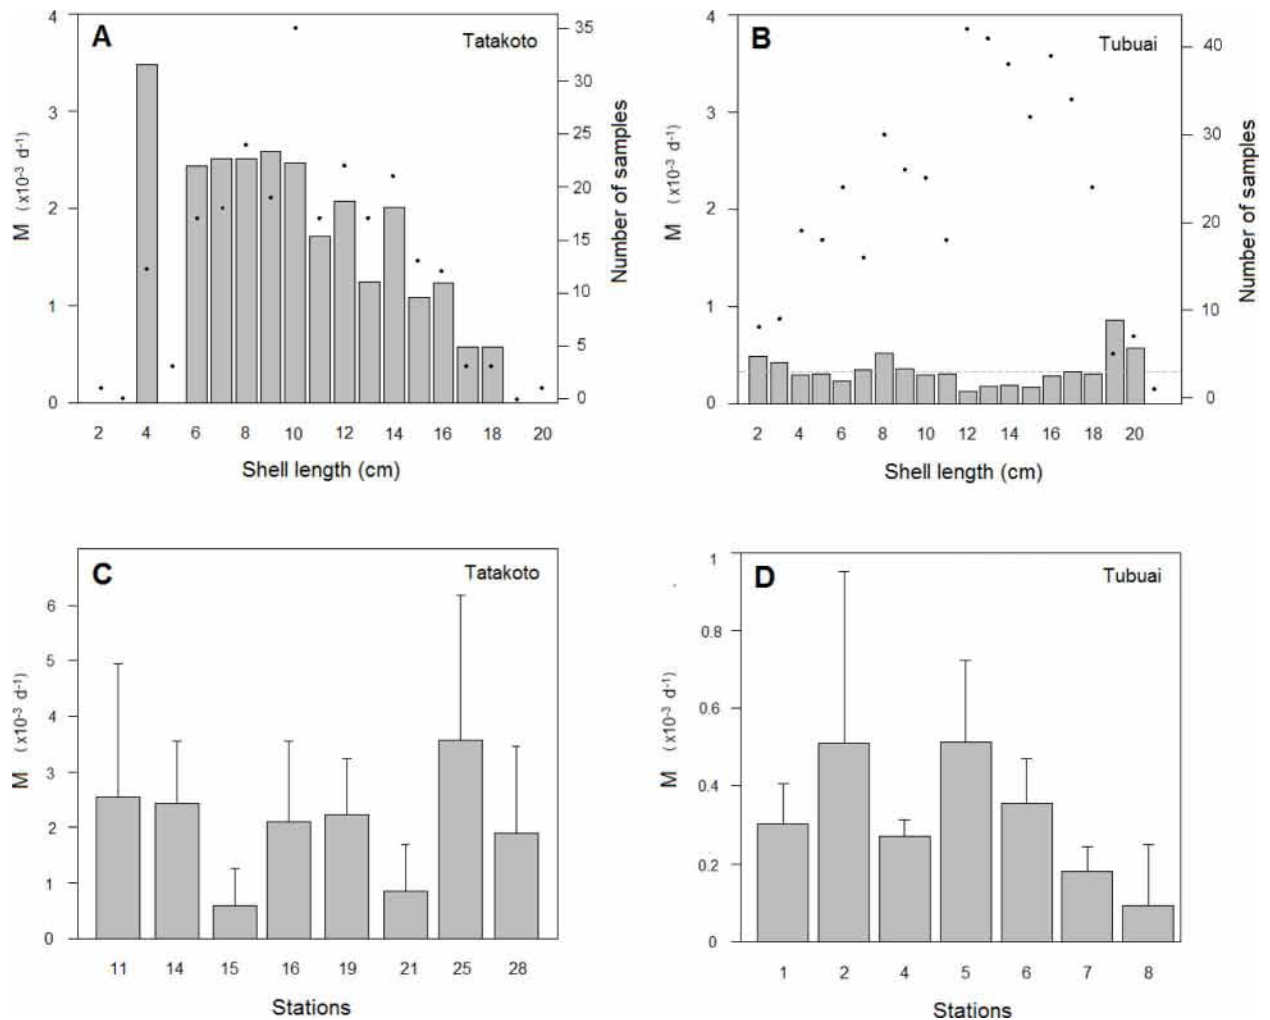 A
Tatakoto
4
3
2
1
0
M (x10⁻³ d⁻¹)
35
30
25
20
15
10
5
0
Number of samples
2 4 6 8 10 12 14 16 18 20
Shell length (cm)
B
Tubuai
4
3
2
1
0
M (x10⁻³ d⁻¹)
40
30
20
10
0
Number of samples
2 4 6 8 10 12 14 16 18 20
Shell length (cm)
C
Tatakoto
6
5
4
3
2
1
0
M (x10⁻³ d⁻¹)
11 14 15 16 19 21 25 28
Stations
D
Tubuai
1
0.8
0.6
0.4
0.2
0
M (x10⁻³ d⁻¹)
1 2 4 5 6 7 8
Stations